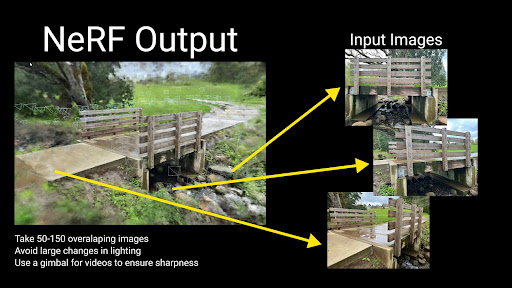 NeRF Output
Input Images
Take 50-150 overalaping images
Avoid large changes in lighting
Use a gimbal for videos to ensure sharpness